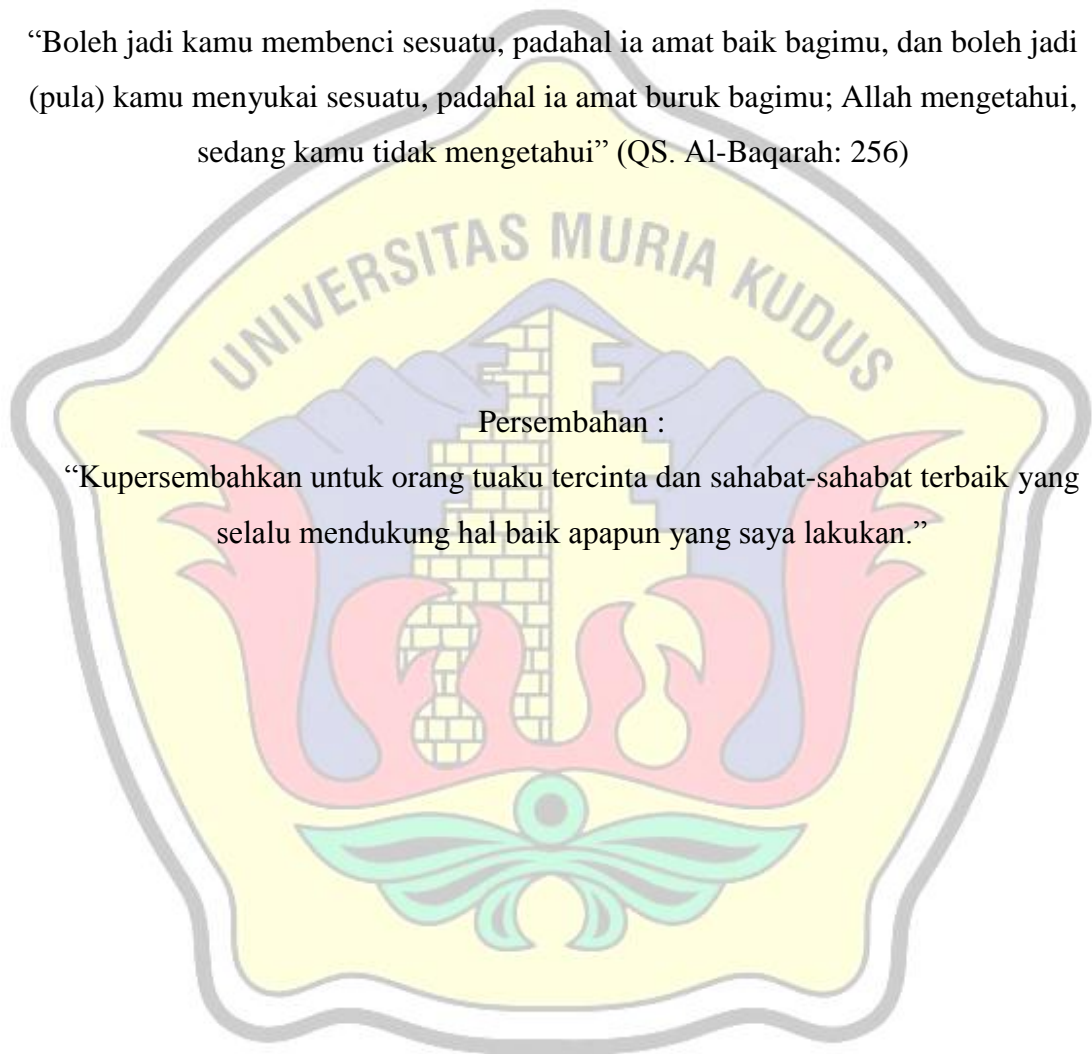 “Boleh jadi kamu membenci sesuatu, padahal ia amat baik bagimu, dan boleh jadi
(pula) kamu menyukai sesuatu, padahal ia amat buruk bagimu; Allah mengetahui,
sedang kamu tidak mengetahui” (QS. Al-Baqarah: 256)
UNIVERSITAS MURIA KUDUS
Persembahan :
“Kupersembahkan untuk orang tuaku tercinta dan sahabat-sahabat terbaik yang
selalu mendukung hal baik apapun yang saya lakukan.”